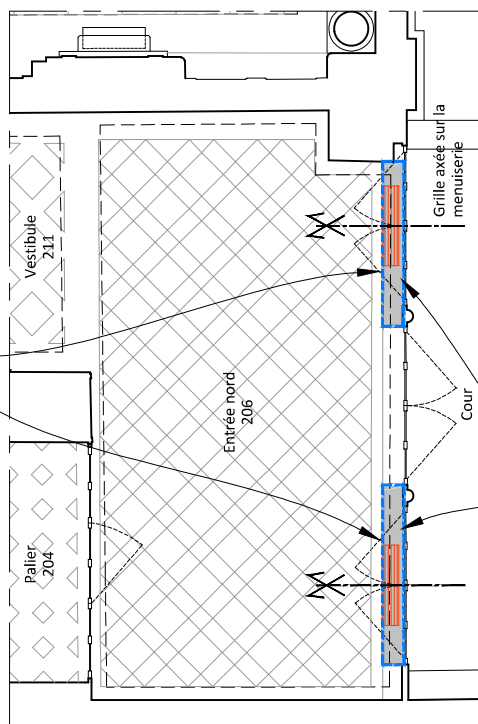 Vestibule
211
Grille axée sur la
menuiserie
Entrée nord
206
Cour
Palier
204